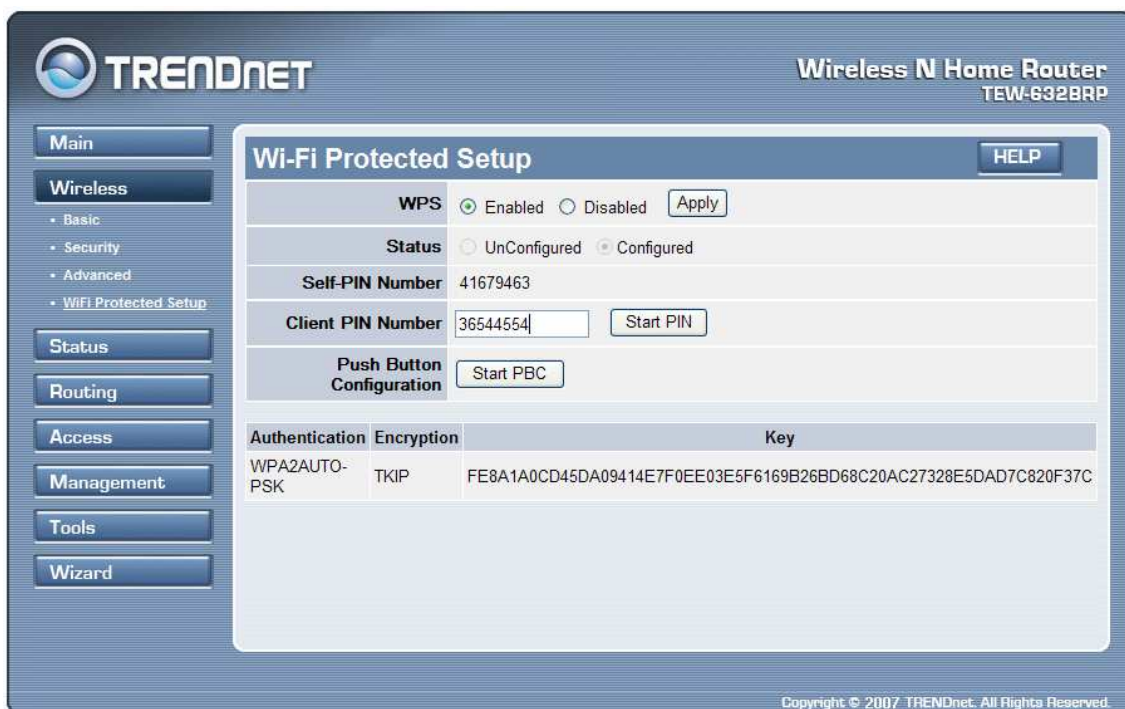 TRENDNET
Wireless N Home Router
TEW-632BRP
Main
Wireless
• Basic
• Security
• Advanced
• WiFi Protected Setup
Status
Routing
Access
Management
Tools
Wizard
Wi-Fi Protected Setup
HELP
WPS Enabled Disabled Apply
Status UnConfigured Configured
Self-PIN Number 41679463
Client PIN Number 36544554 Start PIN
Push Button
Configuration Start PBC
Authentication Encryption Key
WPA2AUTO-
PSK TKIP FE8A1A0CD45DA09414E7F0EE03E5F6169B26BD68C20AC27328E5DAD7C820F37C
Copyright © 2007 TRENDnet. All Rights Reserved.